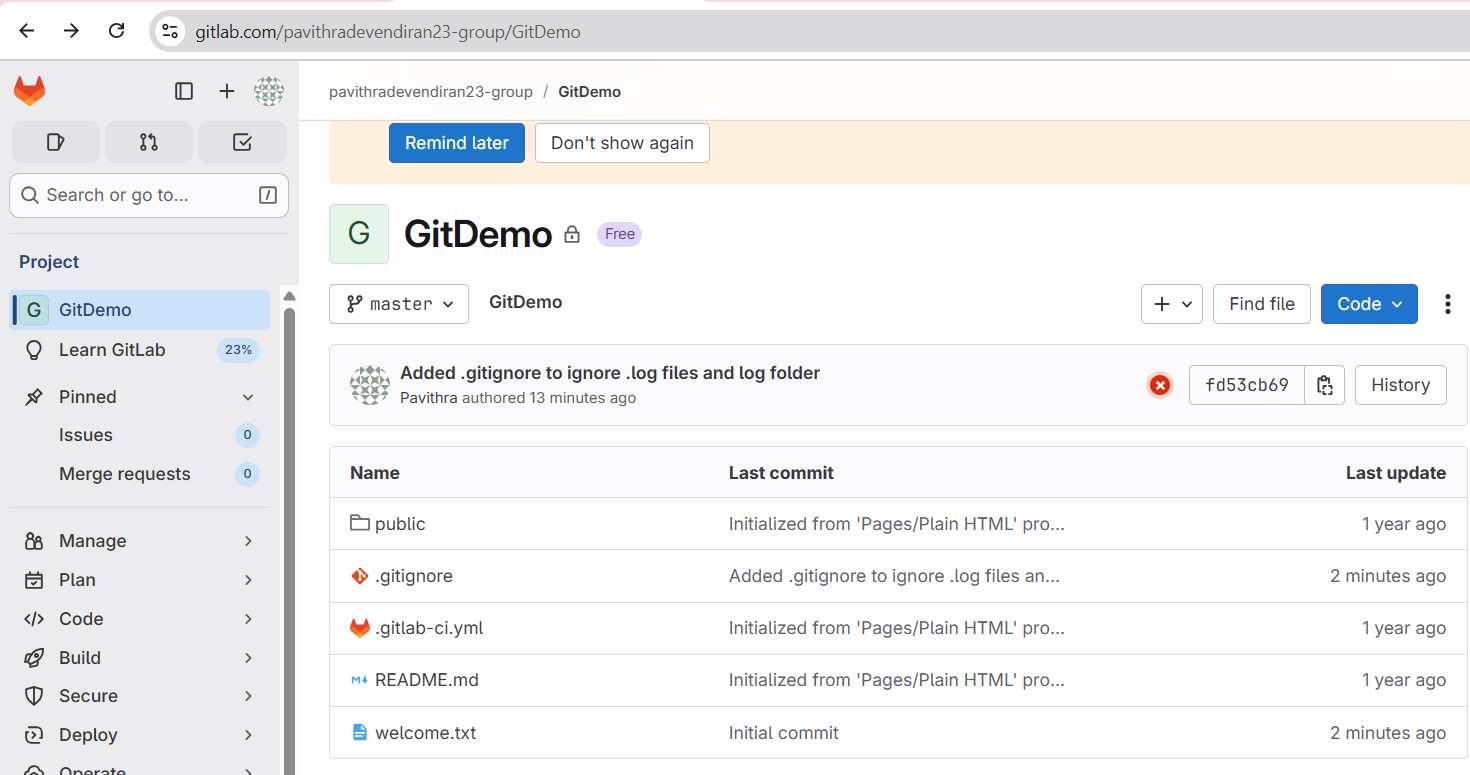 gitlab.com/pavithradevendiran23-group/GitDemo
pavithradevendiran23-group / GitDemo
Remind later
Don't show again
Search or go to...
/
Project
G GitDemo
Learn GitLab 23%
Pinned
Issues 0
Merge requests 0
Manage
Plan
Code
Build
Secure
Deploy
Operate
G
GitDemo Free
master
GitDemo
Find file
Code
Added .gitignore to ignore .log files and log folder
Pavithra authored 13 minutes ago
fd53cb69
History
Name Last commit Last update
public Initialized from 'Pages/Plain HTML' pro... 1 year ago
.gitignore Added .gitignore to ignore .log files an... 2 minutes ago
.gitlab-ci.yml Initialized from 'Pages/Plain HTML' pro... 1 year ago
README.md Initialized from 'Pages/Plain HTML' pro... 1 year ago
welcome.txt Initial commit 2 minutes ago